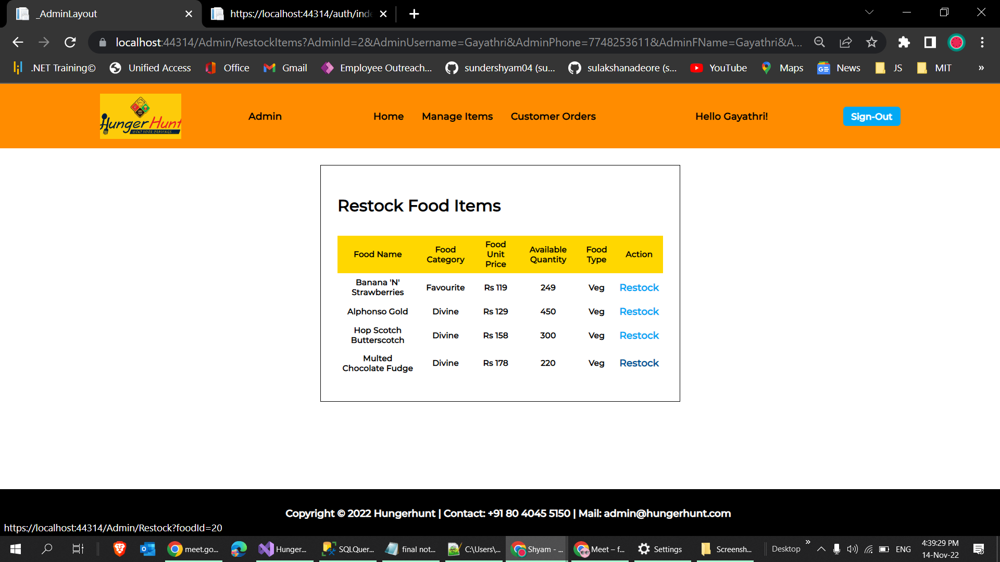 _AdminLayout
https://localhost:44314/auth/inde
localhost:44314/Admin/RestockItems?AdminId=2&AdminUsername=Gayathri&AdminPhone=7748253611&AdminFName=Gayathri&A...
.NET Training©
Unified Access
Office
Gmail
Employee Outreach...
sundershyam04 (su...
sulakshanadeore (s...
YouTube
Maps
News
JS
MIT
»
Hunger Hunt
HUNT YOUR CRAVINGS....
Admin
Home
Manage Items
Customer Orders
Hello Gayathri!
Sign-Out
Restock Food Items
Food Name
Food
Category
Food
Unit
Price
Available
Quantity
Food
Type
Action
Banana 'N'
Strawberries
Favourite
Rs 119
249
Veg
Restock
Alphonso Gold
Divine
Rs 129
450
Veg
Restock
Hop Scotch
Butterscotch
Divine
Rs 158
300
Veg
Restock
Multed
Chocolate Fudge
Divine
Rs 178
220
Veg
Restock
Copyright © 2022 Hungerhunt | Contact: +91 80 4045 5150 | Mail: admin@hungerhunt.com
https://localhost:44314/Admin/Restock?foodId=20
meet.go...
Hunger...
SQLQuer...
final not...
C:\Users\...
Shyam - ...
Meet – f...
Settings
Screensh...
Desktop
»
ENG
4:39:29 PM
14-Nov-22